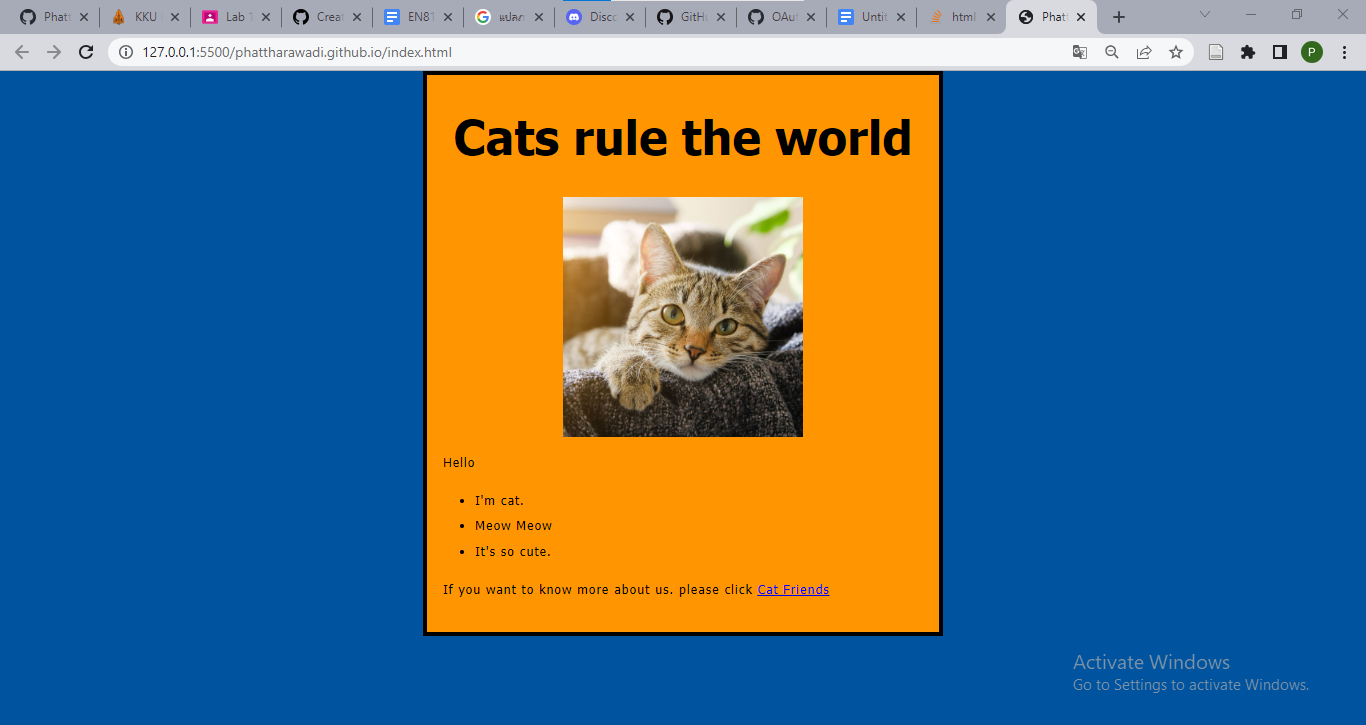 Phatt
KKU
Lab 1
Creat
EN81
แปลภ
Disco
GitHu
OAut
Untit
html
Phatt
127.0.0.1:5500/phattharawadi.github.io/index.html
P
Cats rule the world
Hello
• I'm cat.
• Meow Meow
• It's so cute.
If you want to know more about us. please click Cat Friends
Activate Windows
Go to Settings to activate Windows.